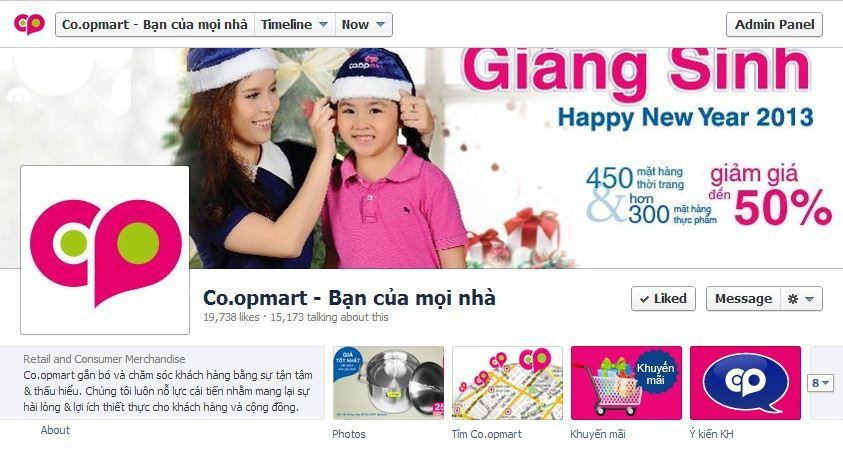 Co.opmart - Bạn của mọi nhà
Timeline
Now
Admin Panel
co.opmart
Giáng Sinh
Happy New Year 2013
450 mặt hàng thời trang
& hơn 300 mặt hàng thực phẩm
giảm giá đến 50%
Co.opmart - Bạn của mọi nhà
Liked
Message
19,738 likes · 15,173 talking about this
Retail and Consumer Merchandise
Co.opmart gắn bó và chăm sóc khách hàng bằng sự tận tâm
& thấu hiểu. Chúng tôi luôn nỗ lực cải tiến nhằm mang lại sự
hài lòng & lợi ích thiết thực cho khách hàng và cộng đồng.
About
GIÁ
TỐT NHẤT
25
Khuyến
mãi
8
Photos
Tìm Co.opmart
Khuyến mãi
Ý kiến KH